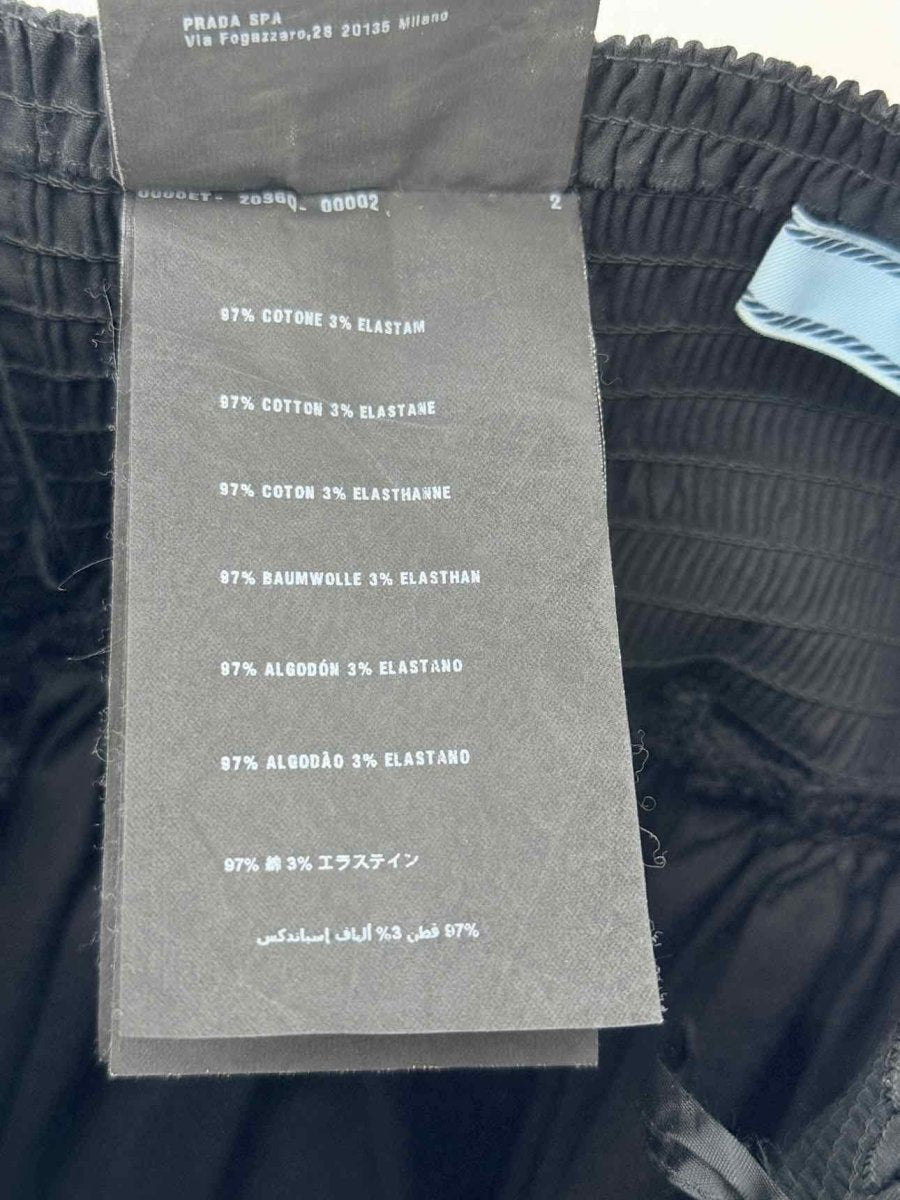 PRADA SPA
Via Fogazzaro,28 20135 Milano
00002 2
97% COTONE 3% ELASTAM
97% COTTON 3% ELASTANE
97% COTON 3% ELASTHANNE
97% BAUMWOLLE 3% ELASTHAN
97% ALGODÓN 3% ELASTANO
97% ALGODÃO 3% ELASTANO
97% 綿 3% エラステイン
97% قطن 3% ألياف إسباندكس